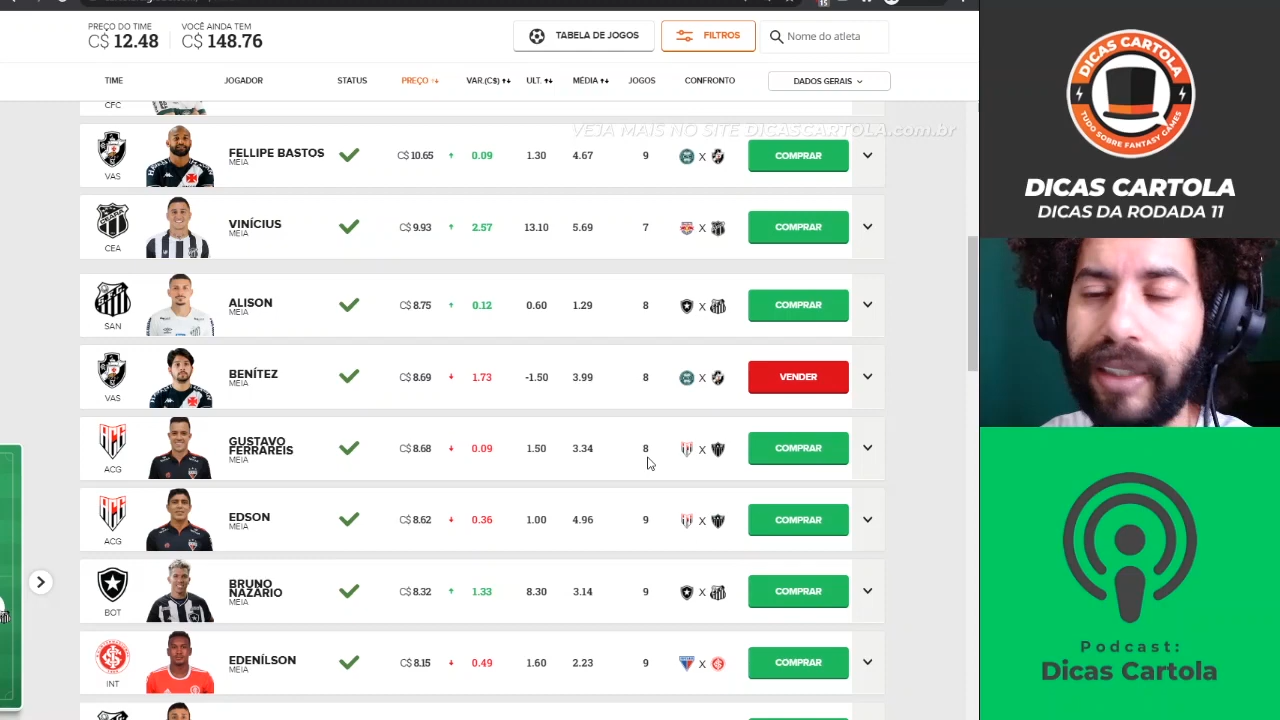 PREÇO DO TIME
C$ 12.48
VOCÊ AINDA TEM
C$ 148.76
TABELA DE JOGOS
FILTROS
Nome do atleta
TIME JOGADOR STATUS PREÇO VAR.(C$) ULT. MÉDIA JOGOS CONFRONTO DADOS GERAIS
CFC
VEJA MAIS NO SITE DICASCARTOLA.com.br
VAS
FELLIPE BASTOS
MEIA
C$ 10.65 0.09 1.30 4.67 9 X COMPRAR
CEA
VINÍCIUS
MEIA
C$ 9.93 2.57 13.10 5.69 7 X COMPRAR
SAN
ALISON
MEIA
C$ 8.75 0.12 0.60 1.29 8 X COMPRAR
VAS
BENÍTEZ
MEIA
C$ 8.69 1.73 -1.50 3.99 8 X VENDER
ACG
GUSTAVO
FERRAREIS
MEIA
C$ 8.68 0.09 1.50 3.34 8 X COMPRAR
ACG
EDSON
MEIA
C$ 8.62 0.36 1.00 4.96 9 X COMPRAR
BOT
BRUNO
NAZÁRIO
MEIA
C$ 8.32 1.33 8.30 3.14 9 X COMPRAR
INT
EDENÍLSON
MEIA
C$ 8.15 0.49 1.60 2.23 9 X COMPRAR
DICAS CARTOLA
TUDO SOBRE FANTASY GAMES
DICAS CARTOLA
DICAS DA RODADA 11
Podcast:
Dicas Cartola